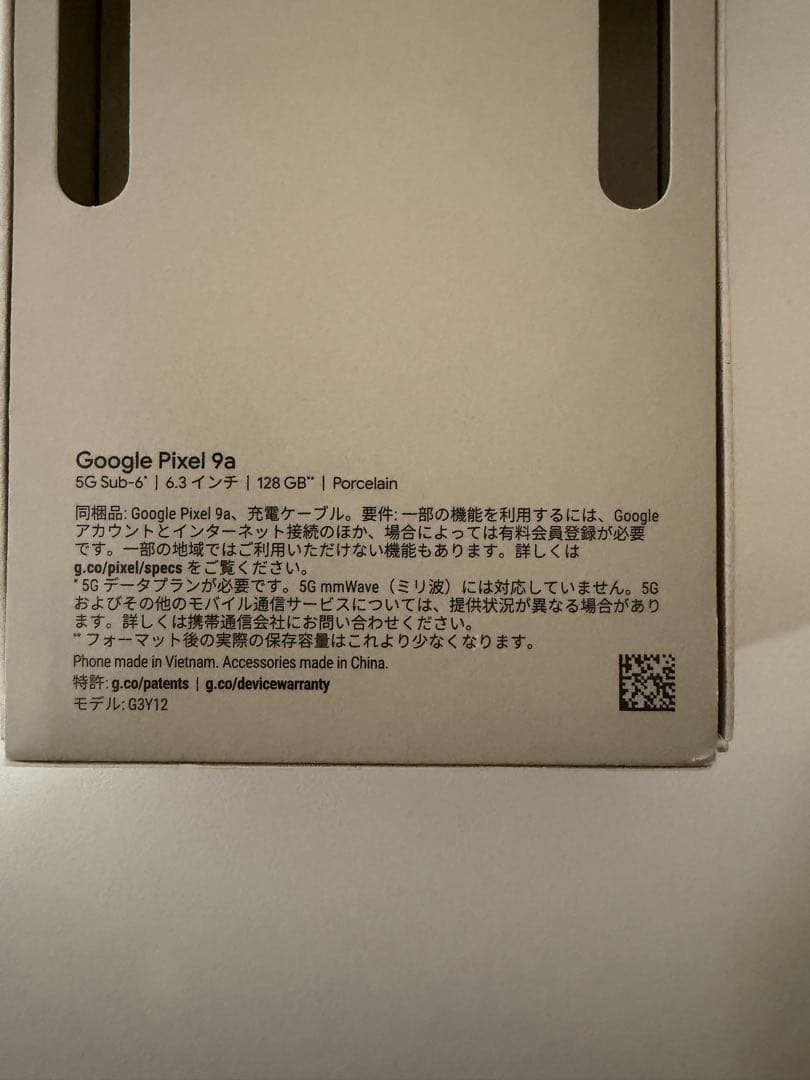 Google Pixel 9a
5G Sub-6* | 6.3 インチ | 128 GB** | Porcelain
同梱品: Google Pixel 9a、充電ケーブル。要件: 一部の機能を利用するには、Google
アカウントとインターネット接続のほか、場合によっては有料会員登録が必要
です。一部の地域ではご利用いただけない機能もあります。詳しくは
g.co/pixel/specs をご覧ください。
* 5G データプランが必要です。5G mmWave（ミリ波）には対応していません。5G
およびその他のモバイル通信サービスについては、提供状況が異なる場合があり
ます。詳しくは携帯通信会社にお問い合わせください。
** フォーマット後の実際の保存容量はこれより少なくなります。
Phone made in Vietnam. Accessories made in China.
特許: g.co/patents | g.co/devicewarranty
モデル: G3Y12